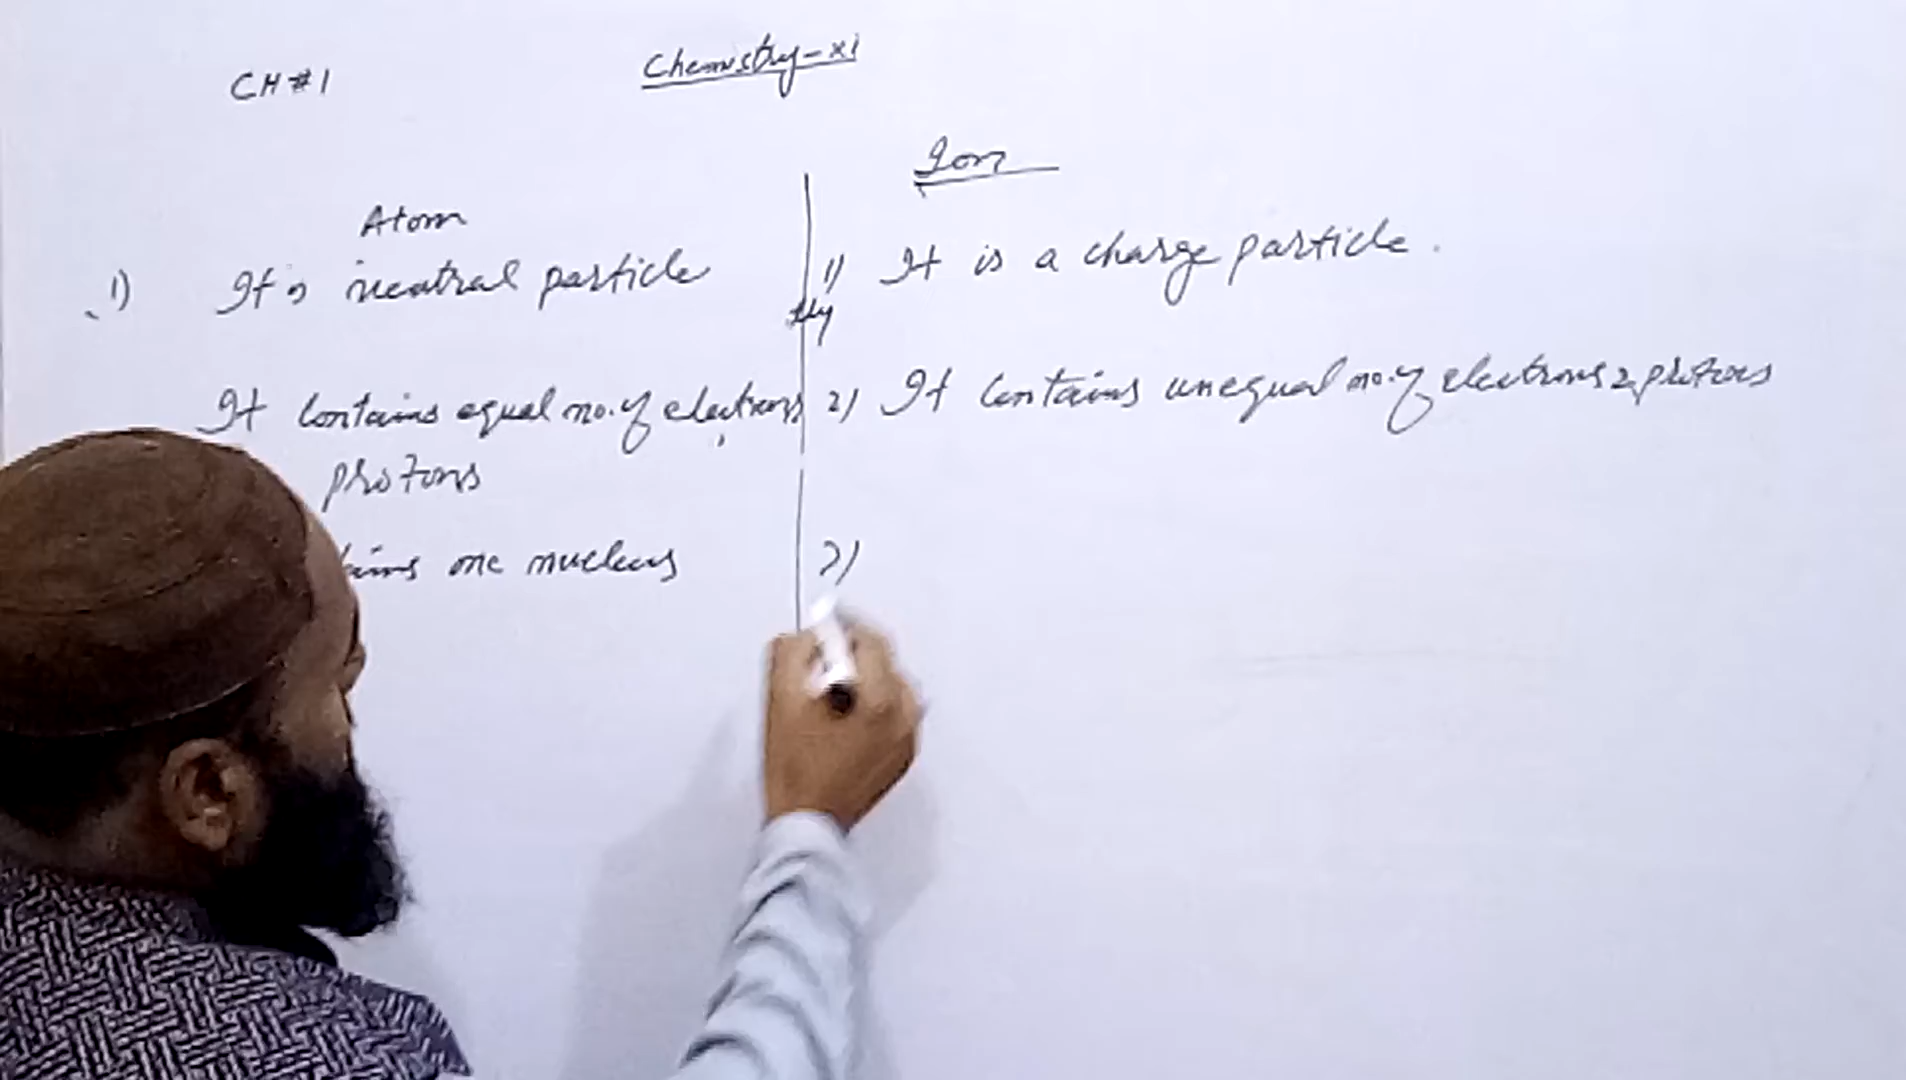 CH#1
Chemistry-XI
Atom
Ion
1) It is neutral particle
1) It is a charge particle.
It contains equal no. of electrons
protons
2) It contains unequal no. of electrons & protons
one nucleus